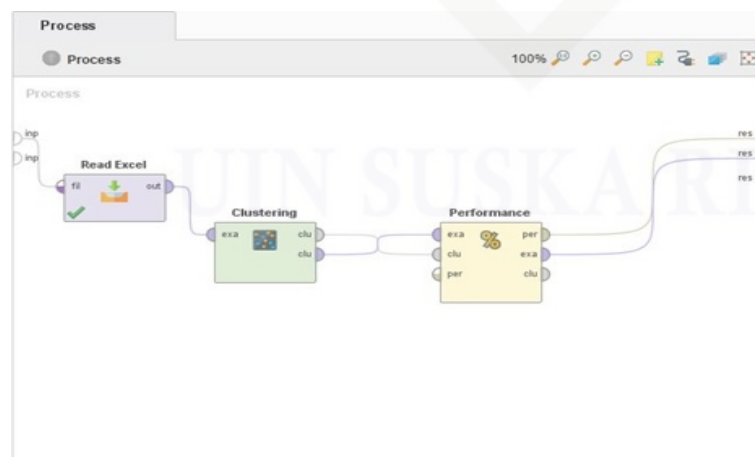 Process
Process
100%
Process
inp
inp
res
res
res
Read Excel
fil out
Clustering
exa clu
clu
Performance
exa per
clu exa
per clu
UIN SUSKA RI